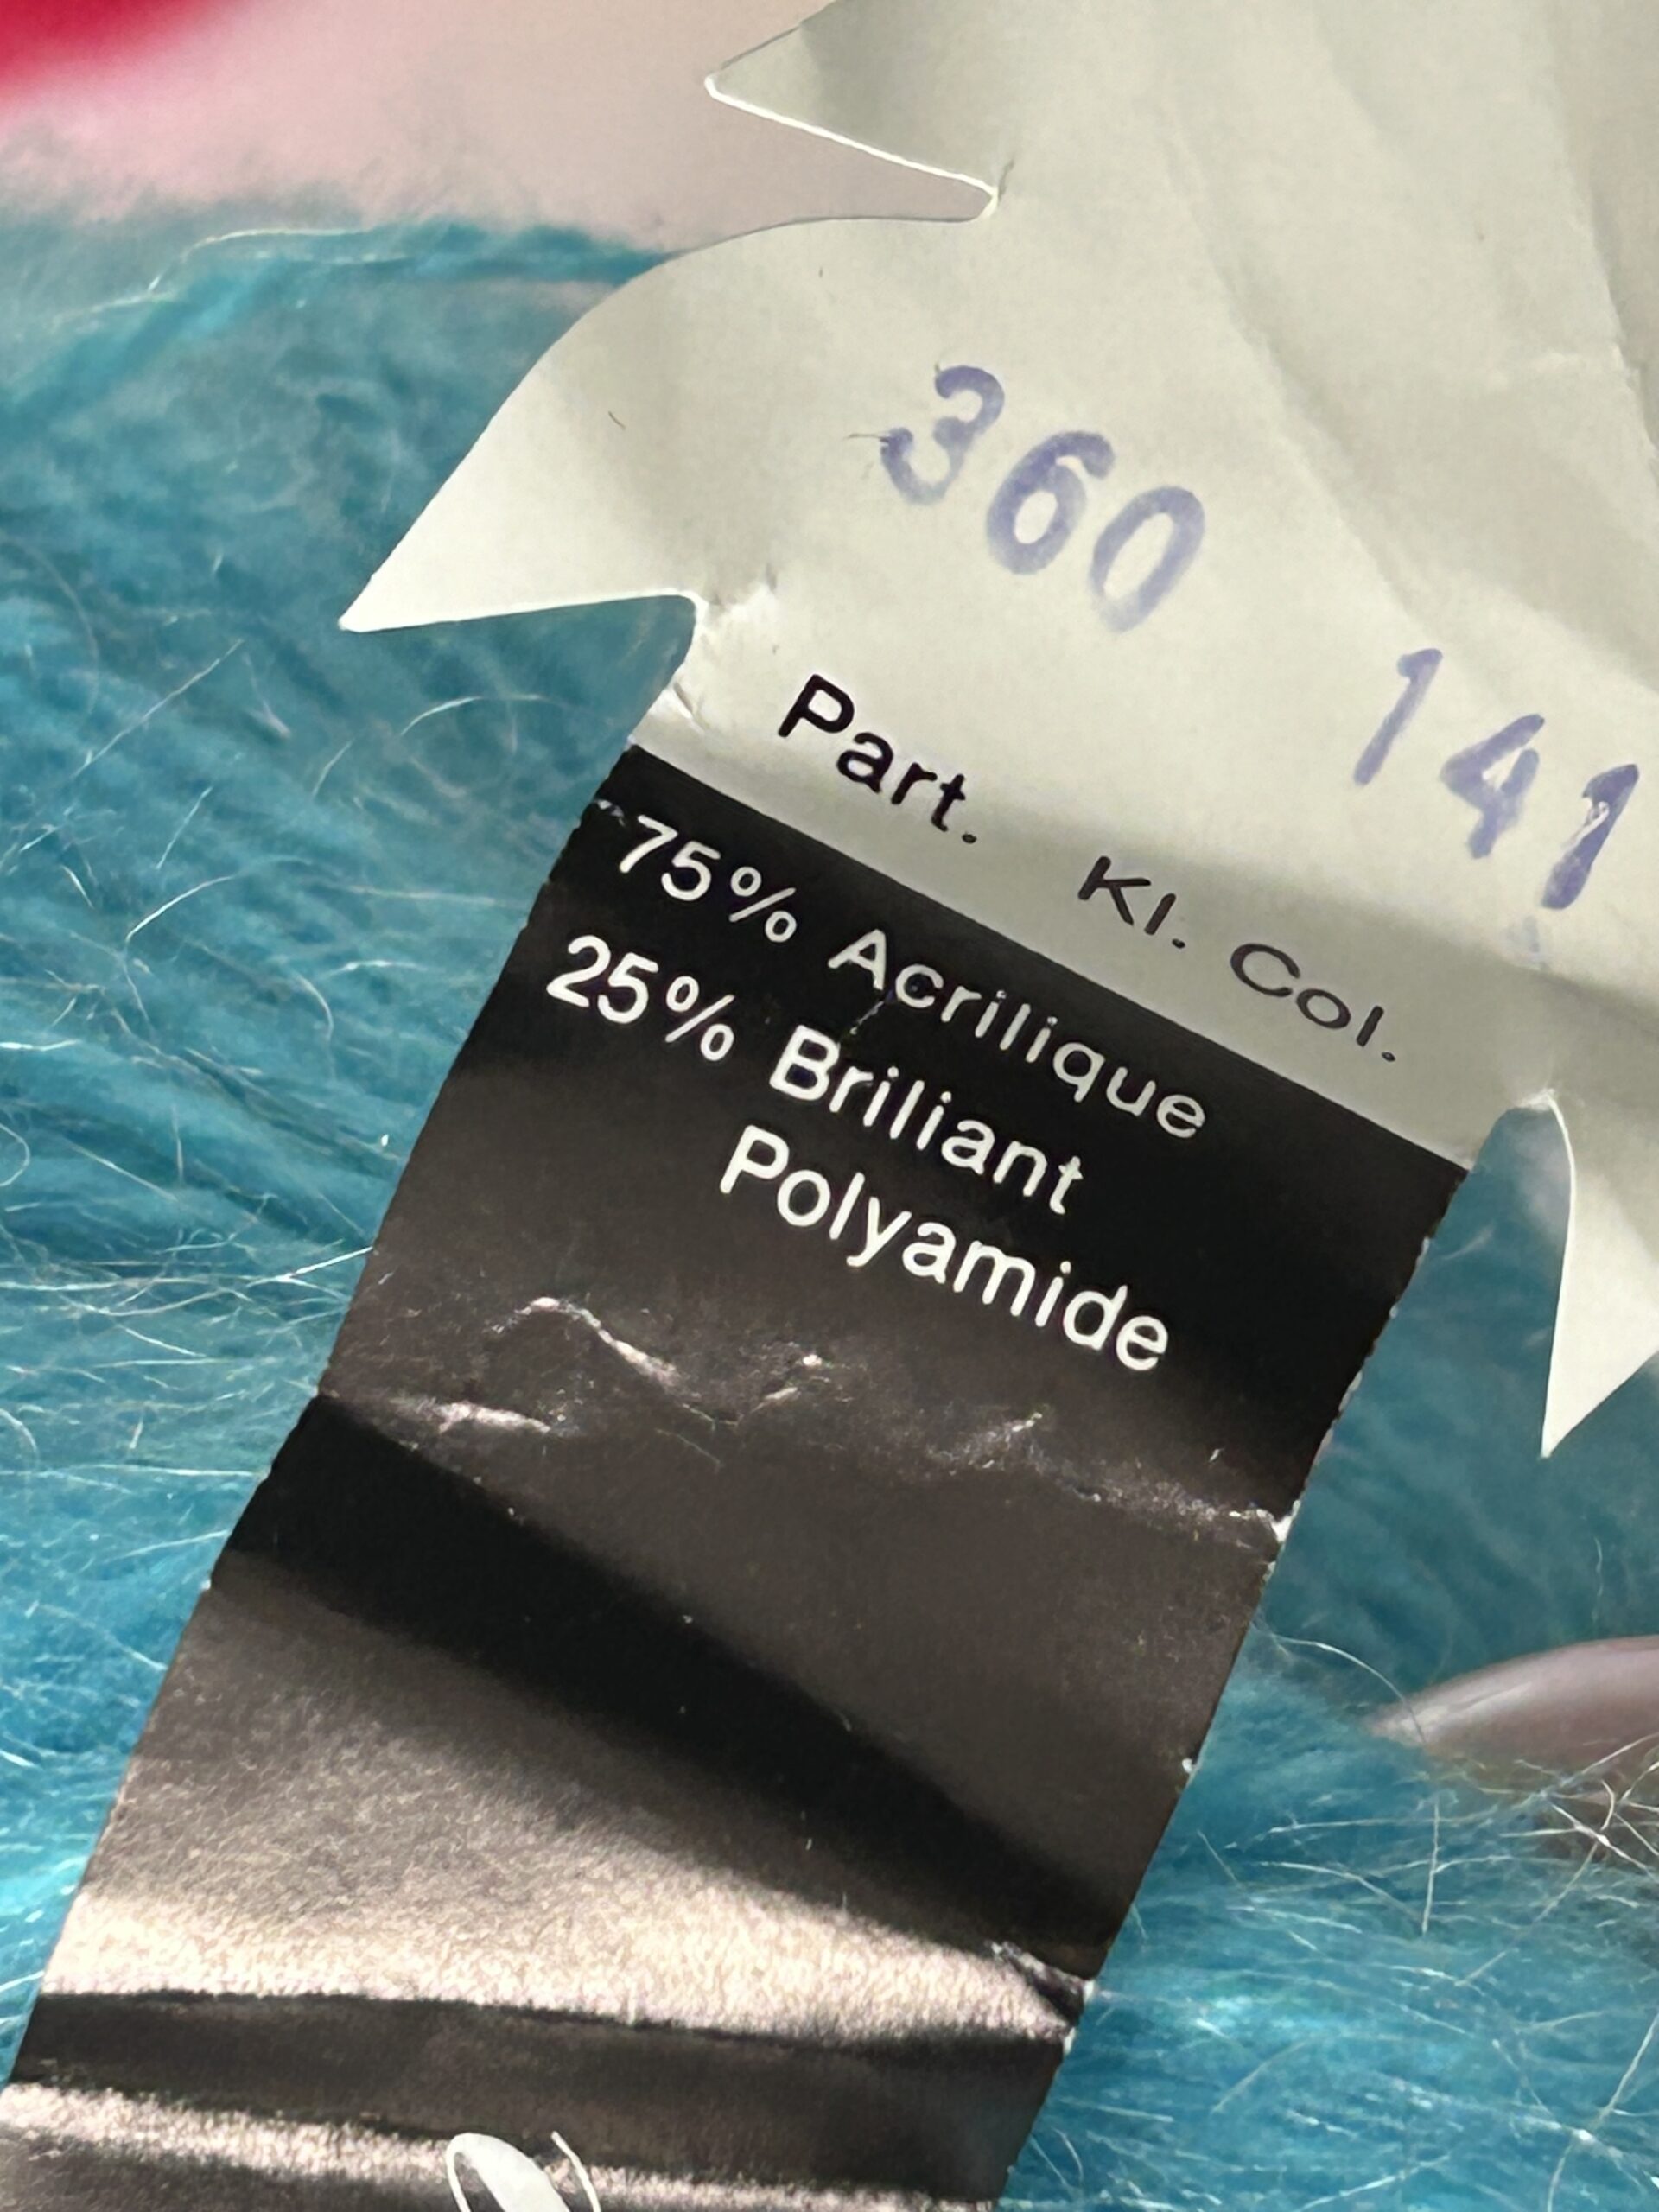 360 141
Part. Kl. Col.
75% Acrilique
25% Briliant
Polyamide